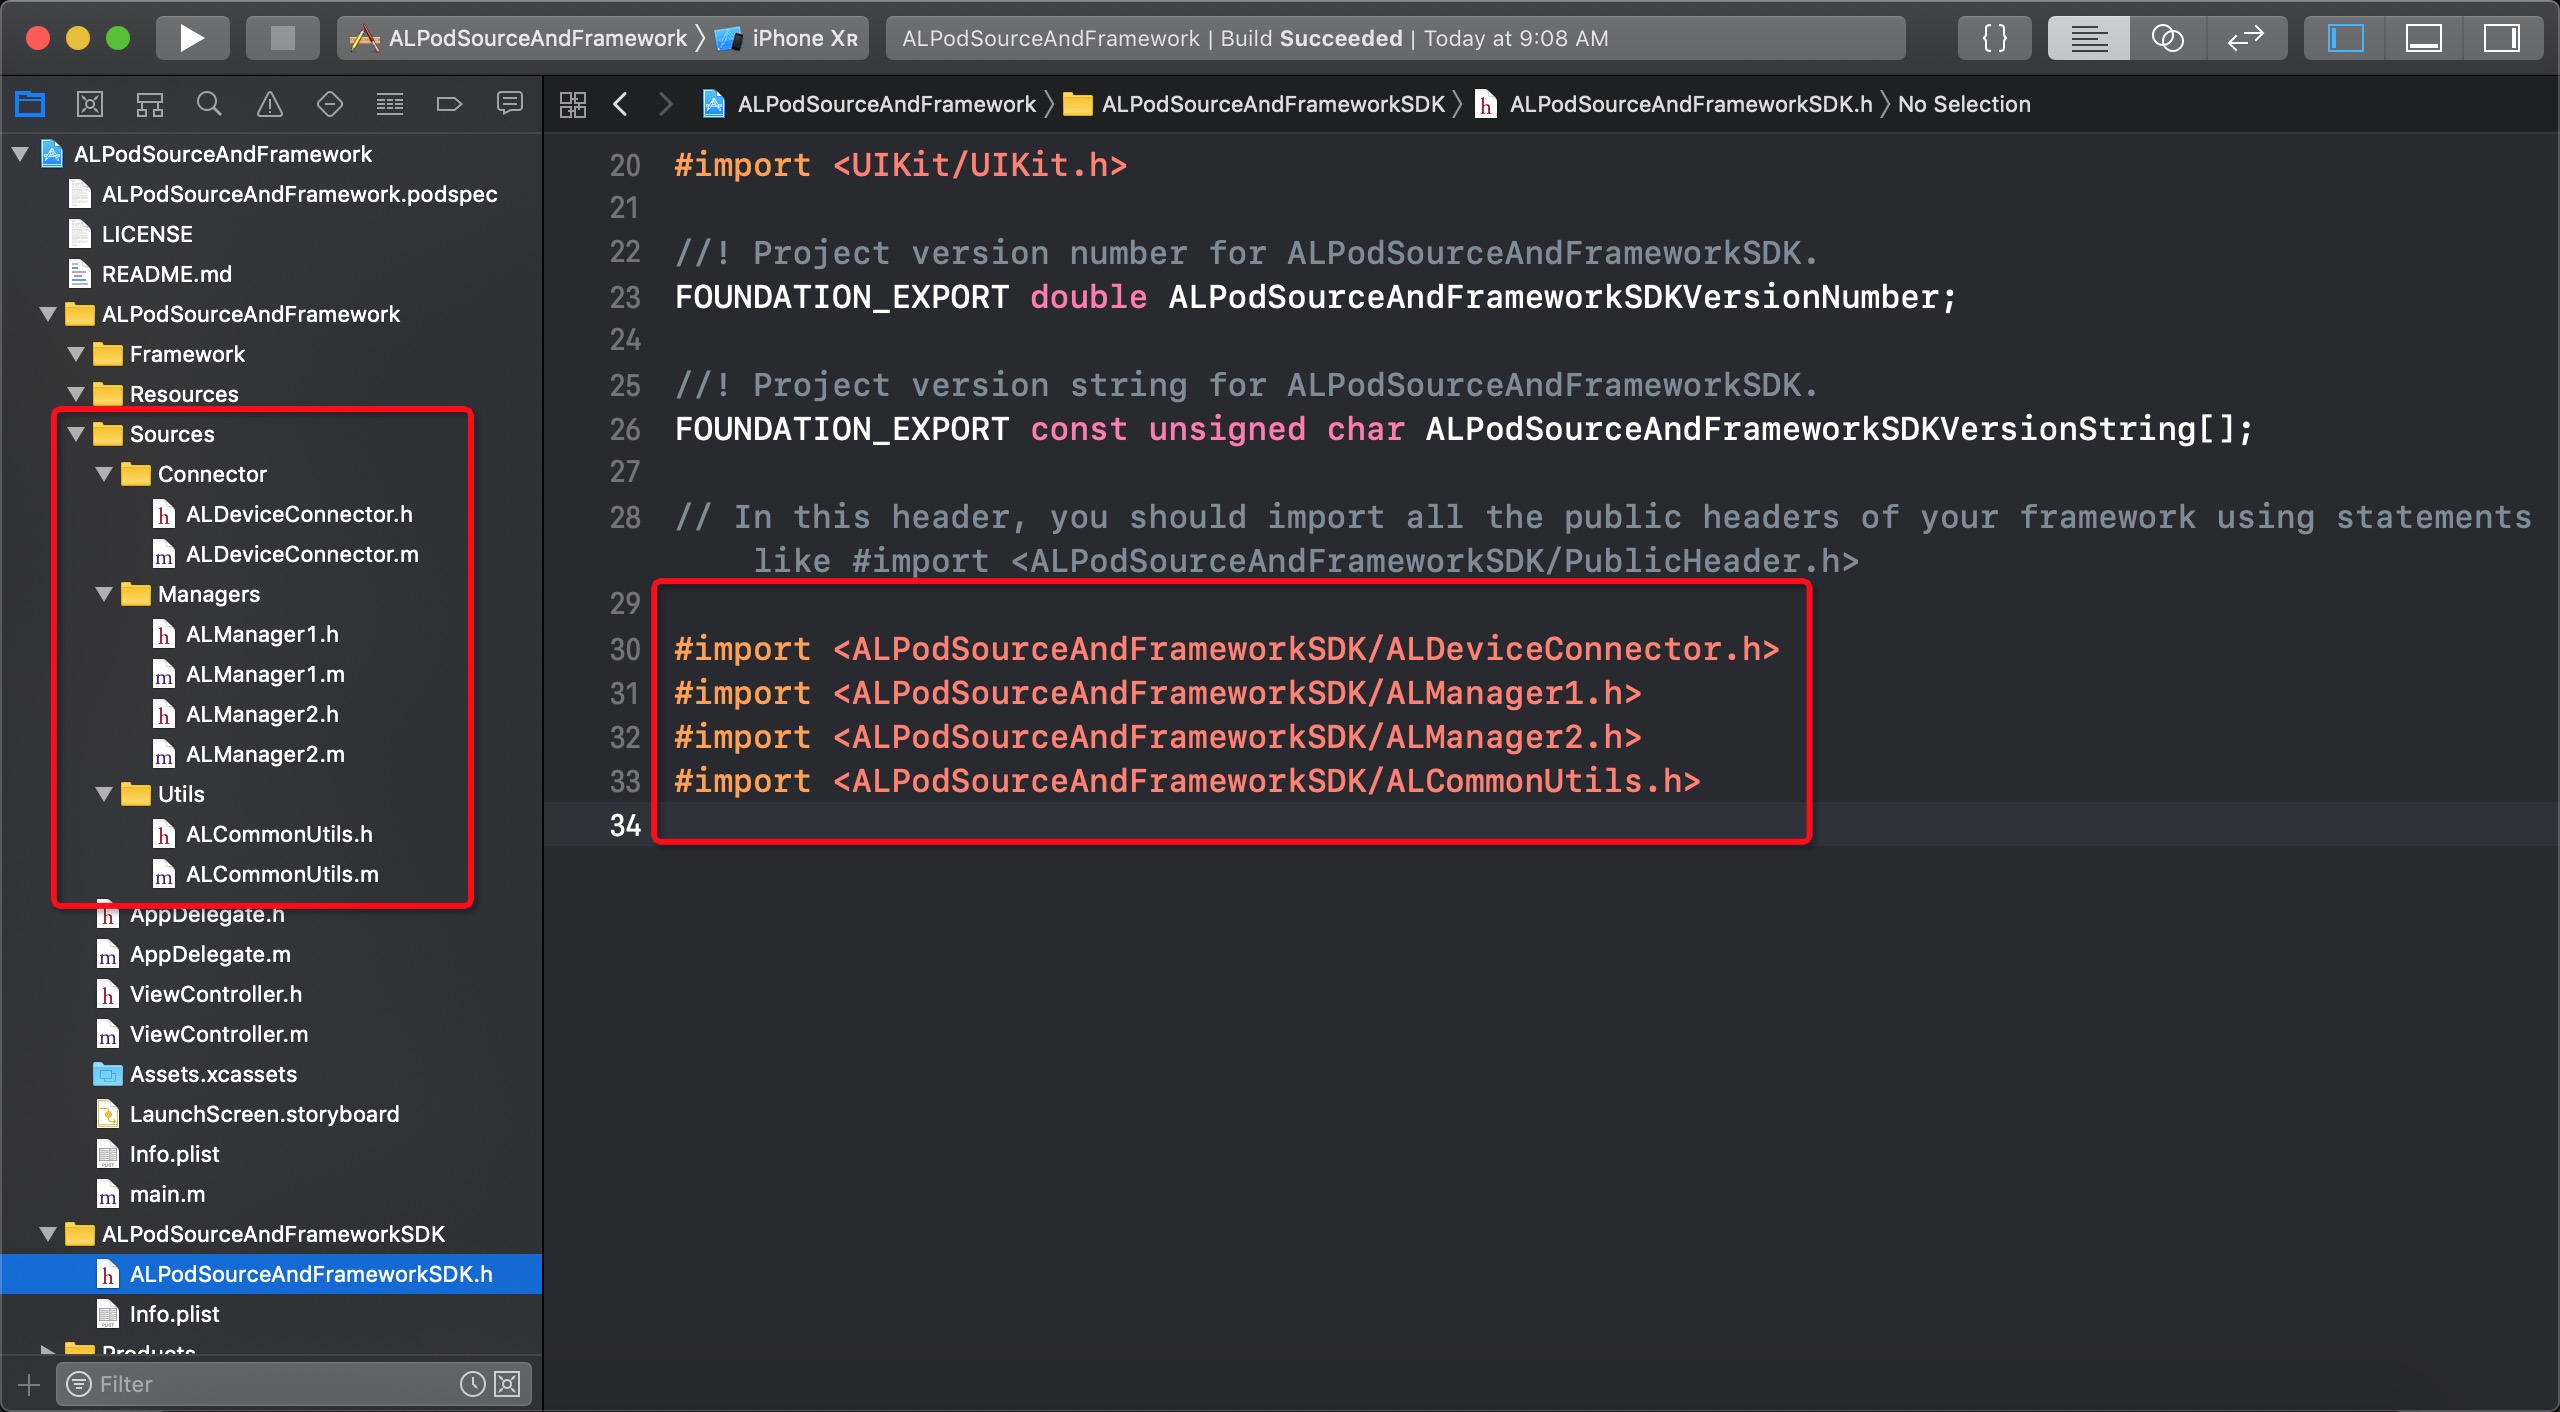 ALPodSourceAndFramework 〉 iPhone XR
ALPodSourceAndFramework | Build Succeeded | Today at 9:08 AM
{}
ALPodSourceAndFramework 〉 ALPodSourceAndFrameworkSDK 〉 h ALPodSourceAndFrameworkSDK.h 〉 No Selection
ALPodSourceAndFramework
ALPodSourceAndFramework.podspec
LICENSE
README.md
ALPodSourceAndFramework
Framework
Resources
Sources
Connector
h ALDeviceConnector.h
m ALDeviceConnector.m
Managers
h ALManager1.h
m ALManager1.m
h ALManager2.h
m ALManager2.m
Utils
h ALCommonUtils.h
m ALCommonUtils.m
h AppDelegate.h
m AppDelegate.m
h ViewController.h
m ViewController.m
Assets.xcassets
LaunchScreen.storyboard
Info.plist
m main.m
ALPodSourceAndFrameworkSDK
h ALPodSourceAndFrameworkSDK.h
Info.plist
Products
Filter
20 #import <UIKit/UIKit.h>
21
22 //! Project version number for ALPodSourceAndFrameworkSDK.
23 FOUNDATION_EXPORT double ALPodSourceAndFrameworkSDKVersionNumber;
24
25 //! Project version string for ALPodSourceAndFrameworkSDK.
26 FOUNDATION_EXPORT const unsigned char ALPodSourceAndFrameworkSDKVersionString[];
27
28 // In this header, you should import all the public headers of your framework using statements
like #import <ALPodSourceAndFrameworkSDK/PublicHeader.h>
29
30 #import <ALPodSourceAndFrameworkSDK/ALDeviceConnector.h>
31 #import <ALPodSourceAndFrameworkSDK/ALManager1.h>
32 #import <ALPodSourceAndFrameworkSDK/ALManager2.h>
33 #import <ALPodSourceAndFrameworkSDK/ALCommonUtils.h>
34